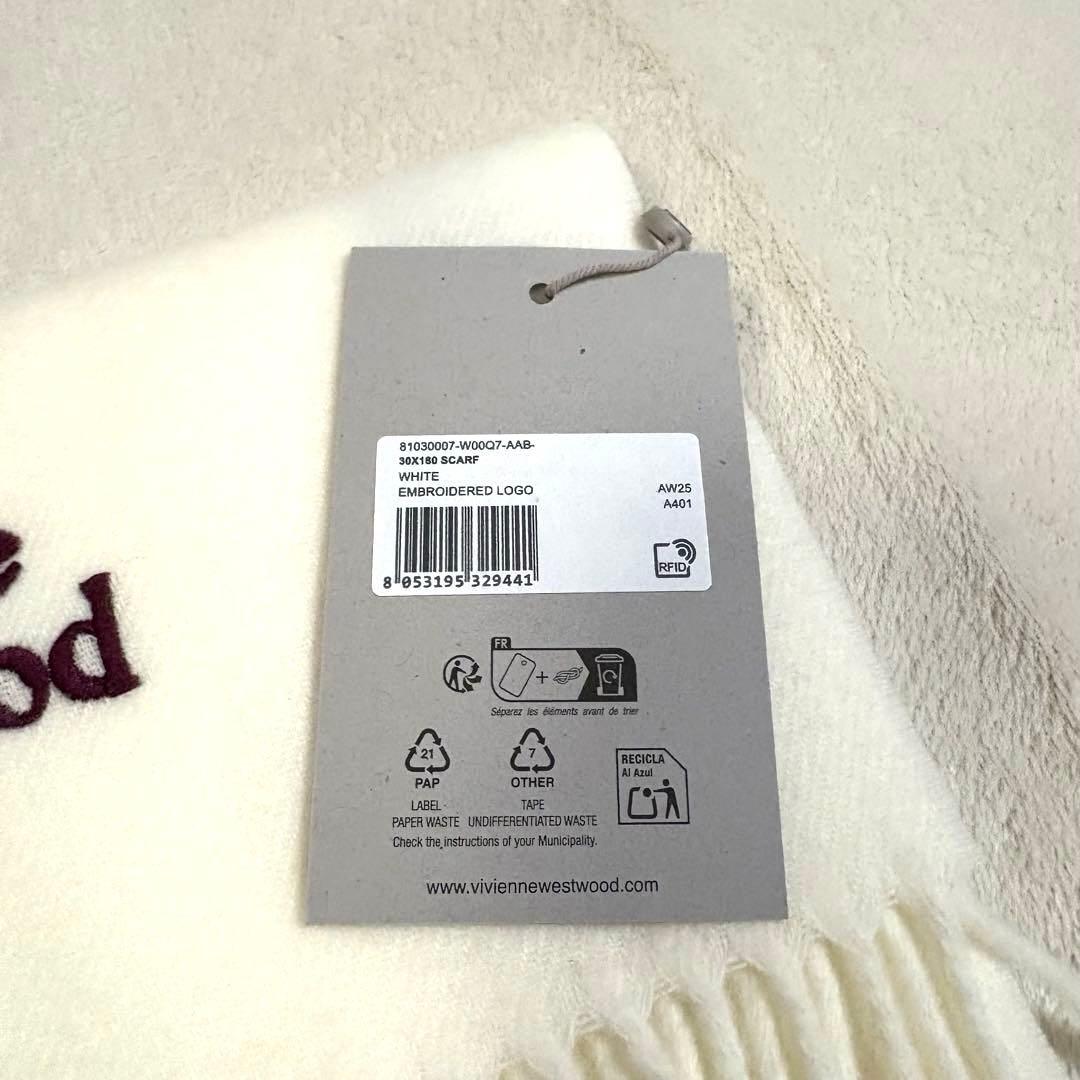 81030007-W00Q7-AAB-
30X180 SCARF
WHITE
EMBROIDERED LOGO
AW25
A401
RFID
8 053195 329441
od
FR
+
Séparez les éléments avant de trier
21
PAP
LABEL -
PAPER WASTE
7
OTHER
TAPE
UNDIFFERENTIATED WASTE
RECICLA
Al Azul
Check the instructions of your Municipality.
www.viviennewestwood.com